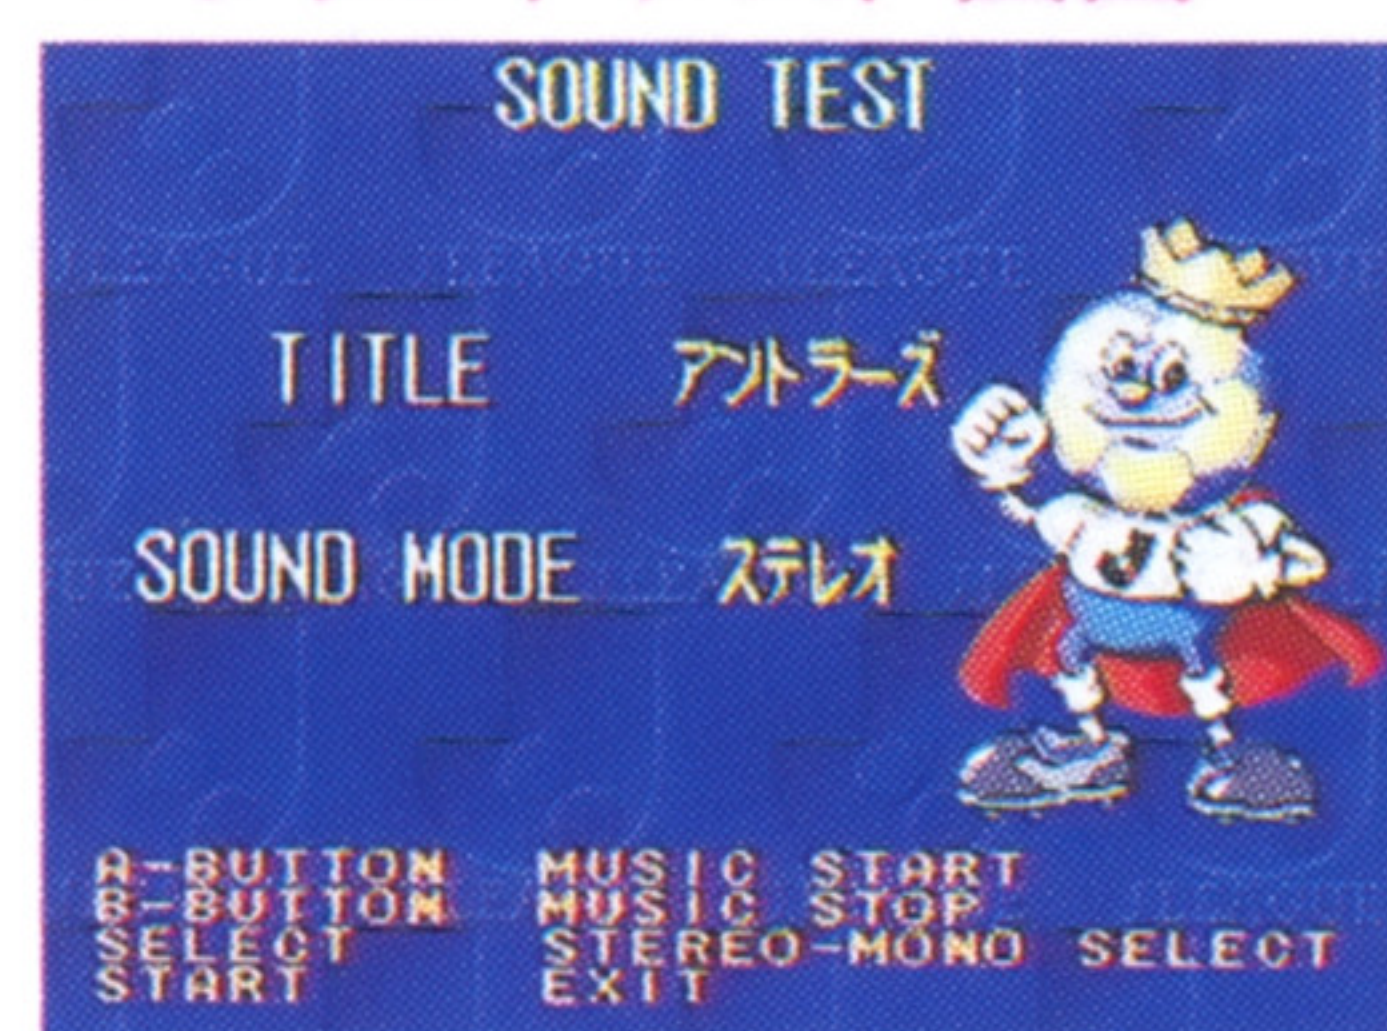 SOUND TEST
TITLE アントラーズ
SOUND MODE ステレオ
J
A-BUTTON MUSIC START
B-BUTTON MUSIC STOP
SELECT STEREO-MONO SELECT
START EXIT